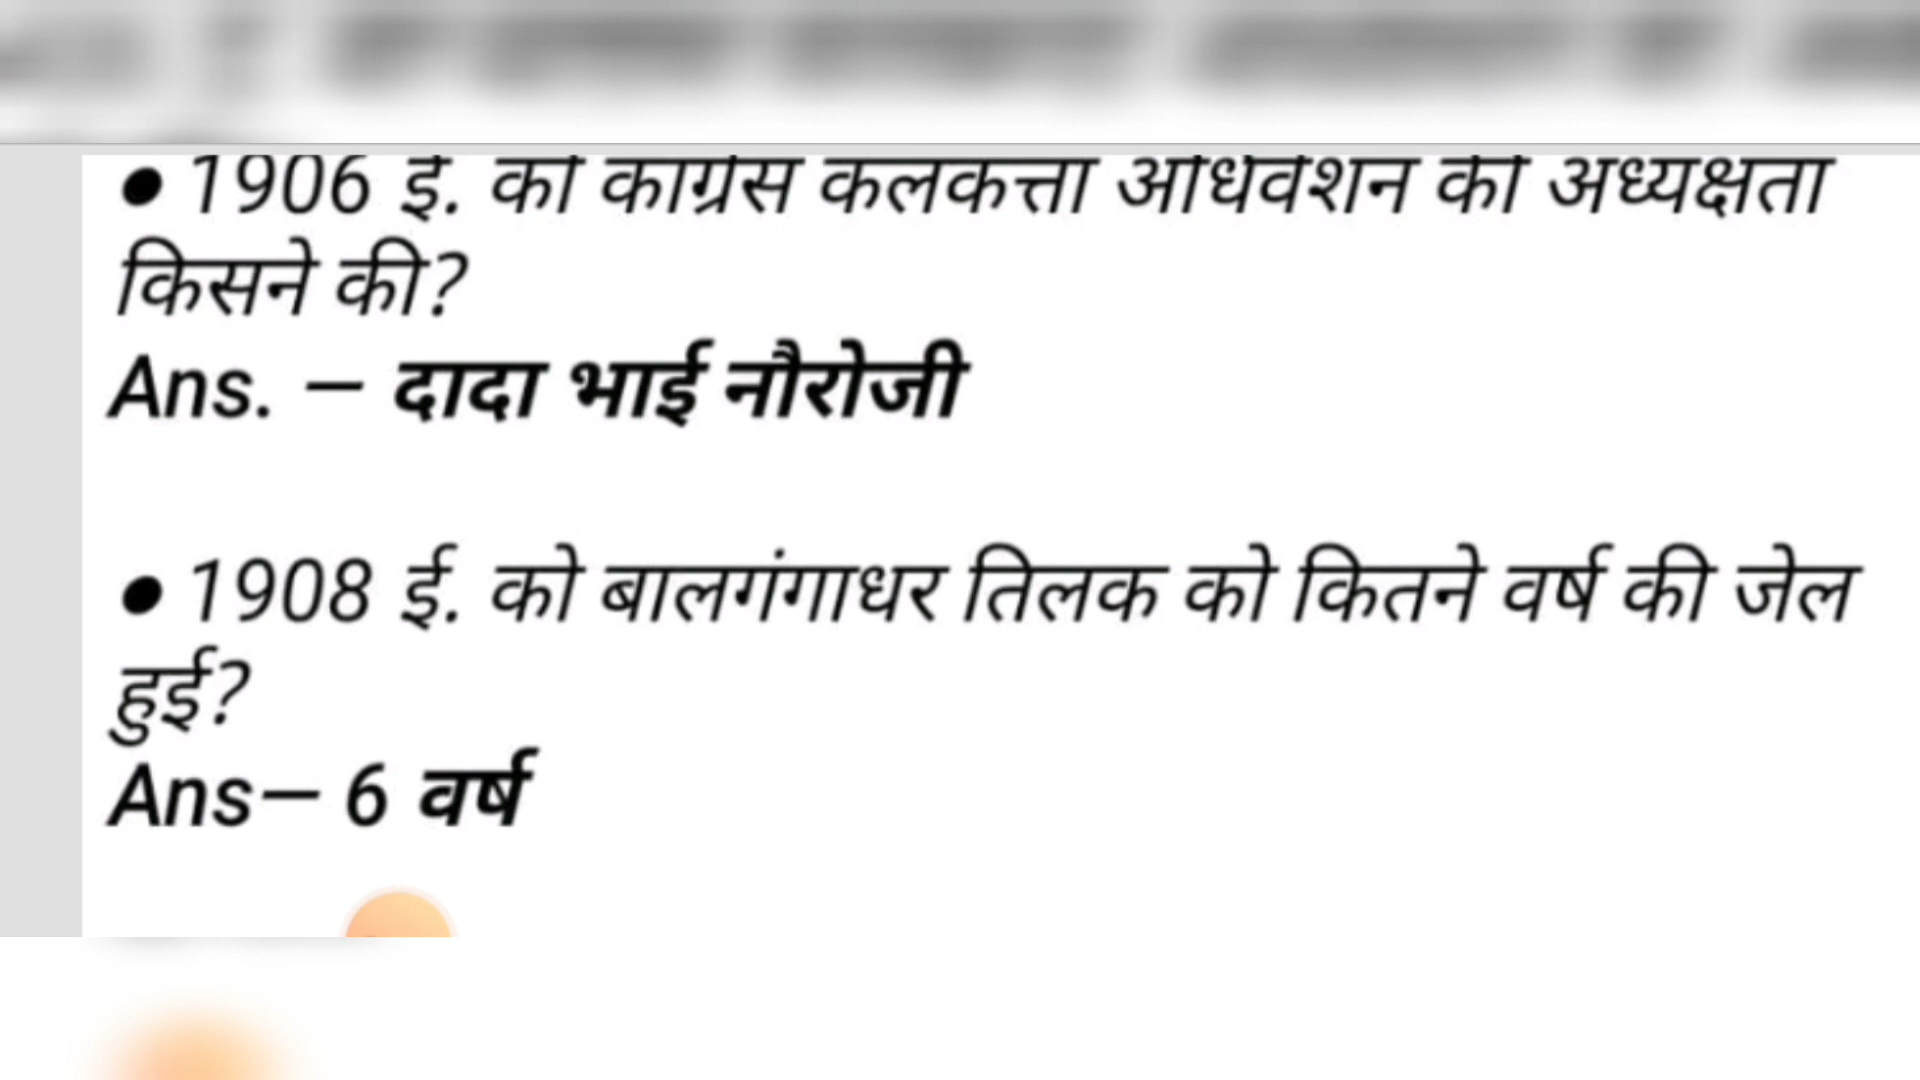 ● 1906 ई. को कांग्रेस कलकत्ता अधिवेशन की अध्यक्षता
किसने की?
Ans. – दादा भाई नौरोजी
● 1908 ई. को बालगंगाधर तिलक को कितने वर्ष की जेल
हुई?
Ans– 6 वर्ष